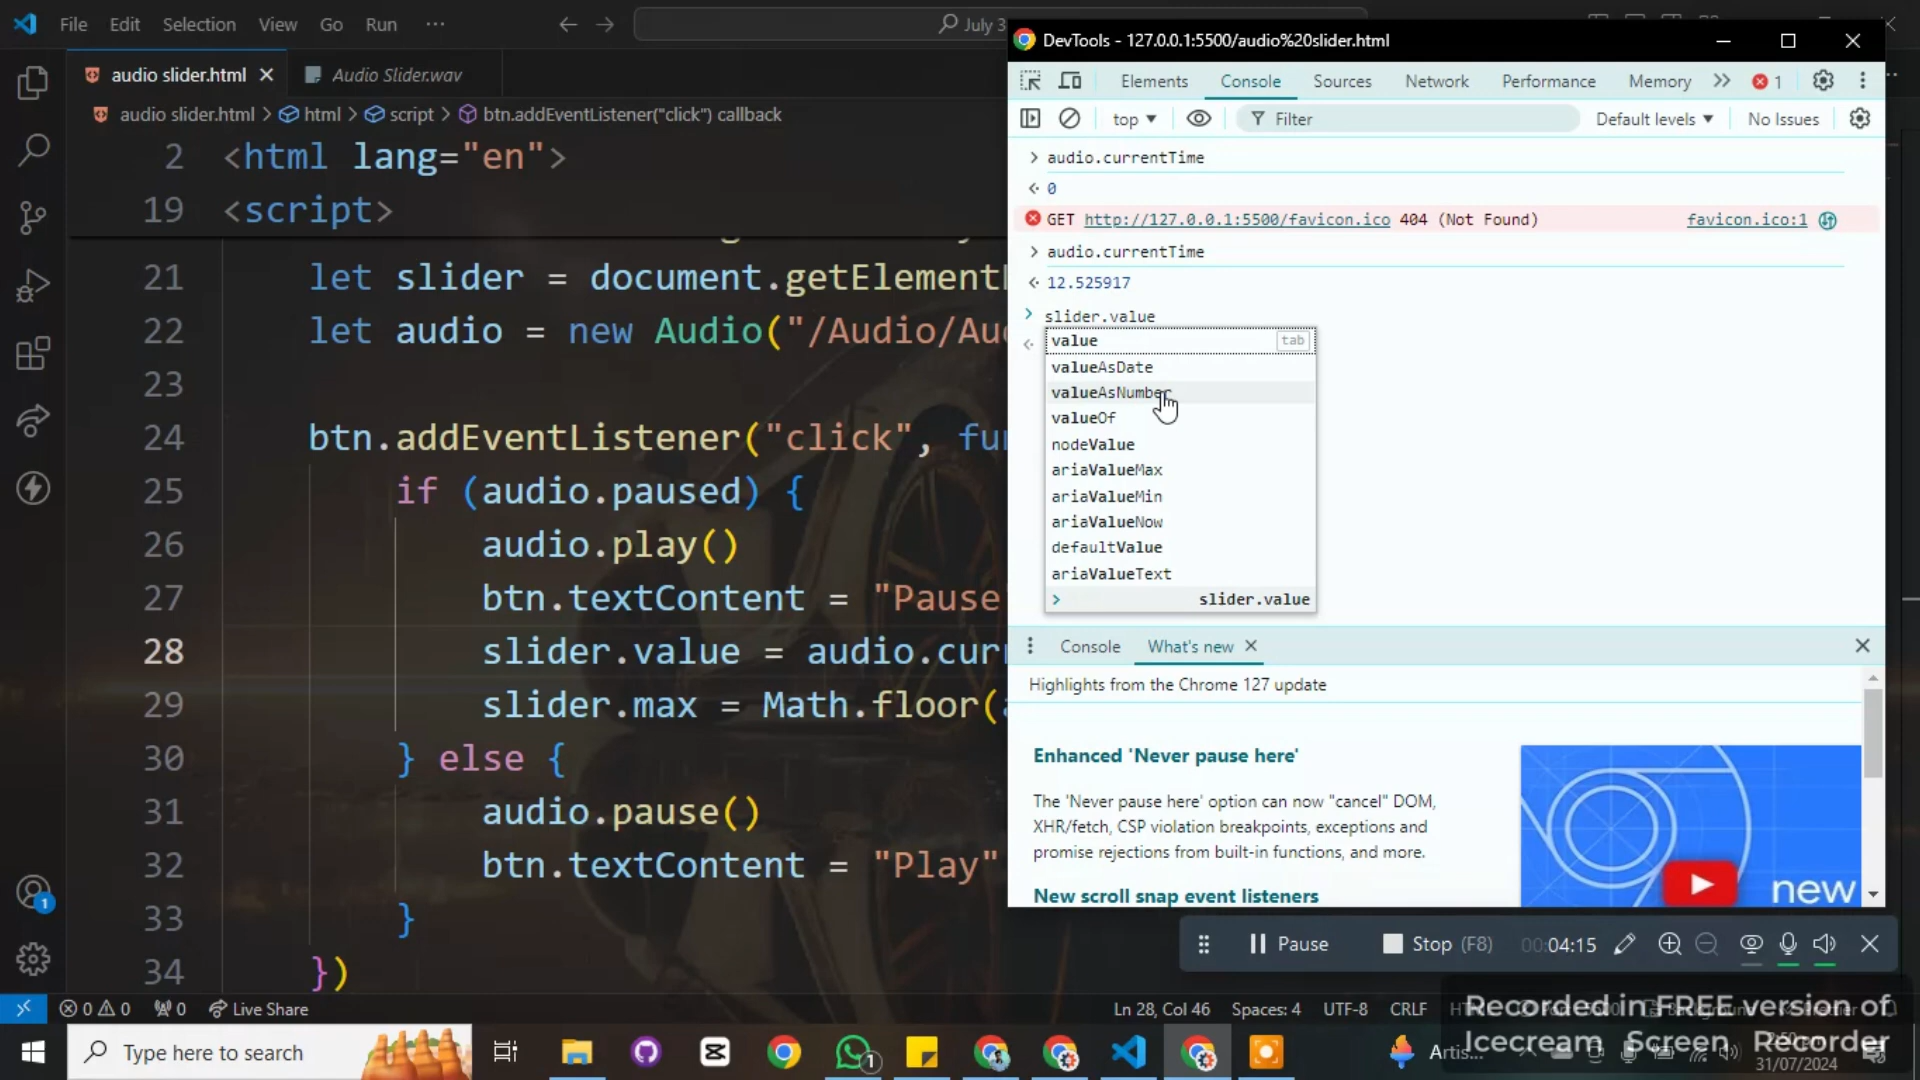 File Edit Selection View Go Run ···
July 3
audio slider.html
Audio Slider.wav
audio slider.html > html > script > btn.addEventListener("click") callback
2 <html lang="en">
19 <script>
21 let slider = document.getElement
22 let audio = new Audio("/Audio/Au
23
24 btn.addEventListener("click", fu
25 if (audio.paused) {
26 audio.play()
27 btn.textContent = "Pause
28 slider.value = audio.cur
29 slider.max = Math.floor(
30 } else {
31 audio.pause()
32 btn.textContent = "Play"
33 }
34 })
DevTools - 127.0.0.1:5500/audio%20slider.html
Elements Console Sources Network Performance Memory 1
top Filter Default levels No Issues
> audio.currentTime
0
GET http://127.0.0.1:5500/favicon.ico 404 (Not Found) favicon.ico:1
> audio.currentTime
12.525917
> slider.value
value tab
valueAsDate
valueAsNumber
valueOf
nodeValue
ariaValueMax
ariaValueMin
ariaValueNow
defaultValue
ariaValueText
> slider.value
Console What's new
Highlights from the Chrome 127 update
Enhanced 'Never pause here'
The 'Never pause here' option can now "cancel" DOM,
XHR/fetch, CSP violation breakpoints, exceptions and
promise rejections from built-in functions, and more.
New scroll snap event listeners
new
Pause Stop (F8) 00:04:15
0 0 0 Live Share Ln 28, Col 46 Spaces: 4 UTF-8 CRLF
Recorded in FREE version of
Icecream Screen Recorder
1
Type here to search
1
Artis...
31/07/2024